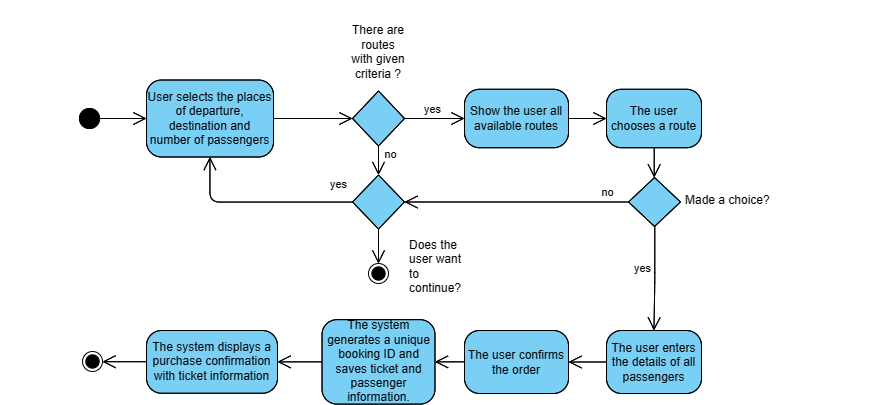 There are
routes
with given
criteria ?
User selects the places
of departure,
destination and
number of passengers
yes
Show the user all
available routes
The user
chooses a route
no
yes
no
Made a choice?
Does the
user want
to
continue?
yes
The system displays a
purchase confirmation
with ticket information
The system
generates a unique
booking ID and
saves ticket and
passenger
information.
The user confirms
the order
The user enters
the details of all
passengers